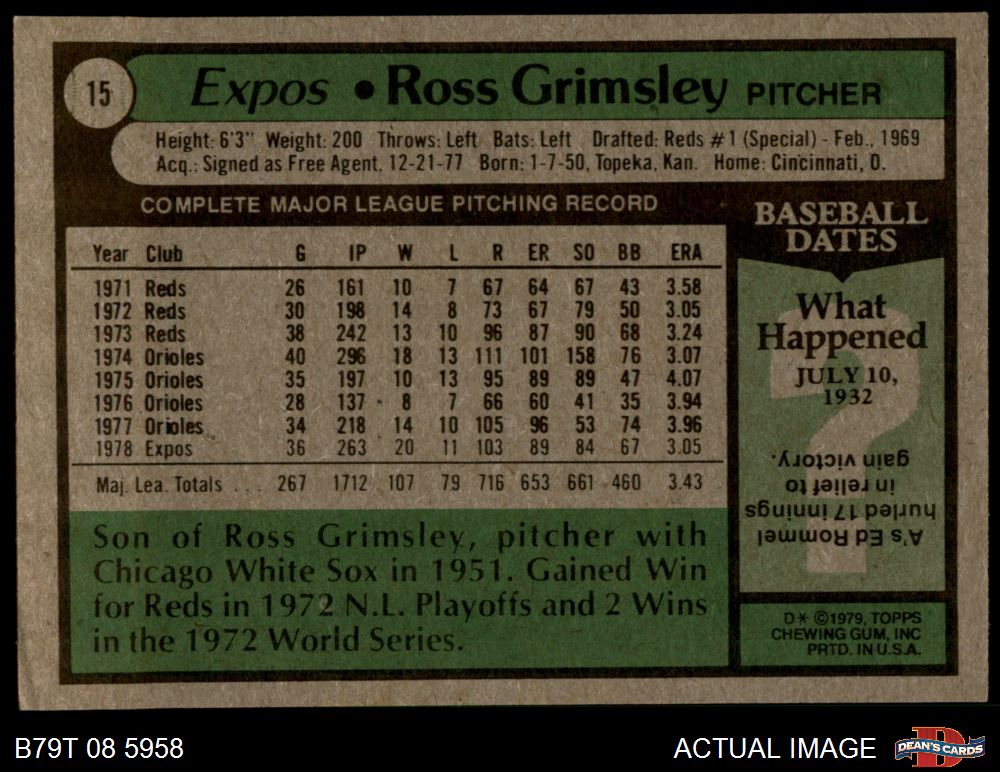 15
Expos • Ross Grimsley PITCHER
Height: 6'3" Weight: 200 Throws: Left Bats: Left Drafted: Reds #1 (Special) - Feb., 1969
Acq.: Signed as Free Agent, 12-21-77 Born: 1-7-50, Topeka, Kan. Home: Cincinnati, O.
COMPLETE MAJOR LEAGUE PITCHING RECORD
Year Club G IP W L R ER SO BB ERA
1971 Reds 26 161 10 7 67 64 67 43 3.58
1972 Reds 30 198 14 8 73 67 79 50 3.05
1973 Reds 38 242 13 10 96 87 90 68 3.24
1974 Orioles 40 296 18 13 111 101 158 76 3.07
1975 Orioles 35 197 10 13 95 89 89 47 4.07
1976 Orioles 28 137 8 7 66 60 41 35 3.94
1977 Orioles 34 218 14 10 105 96 53 74 3.96
1978 Expos 36 263 20 11 103 89 84 67 3.05
Maj. Lea. Totals ... 267 1712 107 79 716 653 661 460 3.43
Son of Ross Grimsley, pitcher with
Chicago White Sox in 1951. Gained Win
for Reds in 1972 N.L. Playoffs and 2 Wins
in the 1972 World Series.
BASEBALL
DATES
What
Happened
JULY 10,
1932
?
A's Ed Rommel
hurled 17 innings
in relief to
gain victory.
D* ©1979, TOPPS
CHEWING GUM, INC
PRTD. IN U.S.A.
B79T 08 5958
ACTUAL IMAGE
D
DEAN'S CARDS